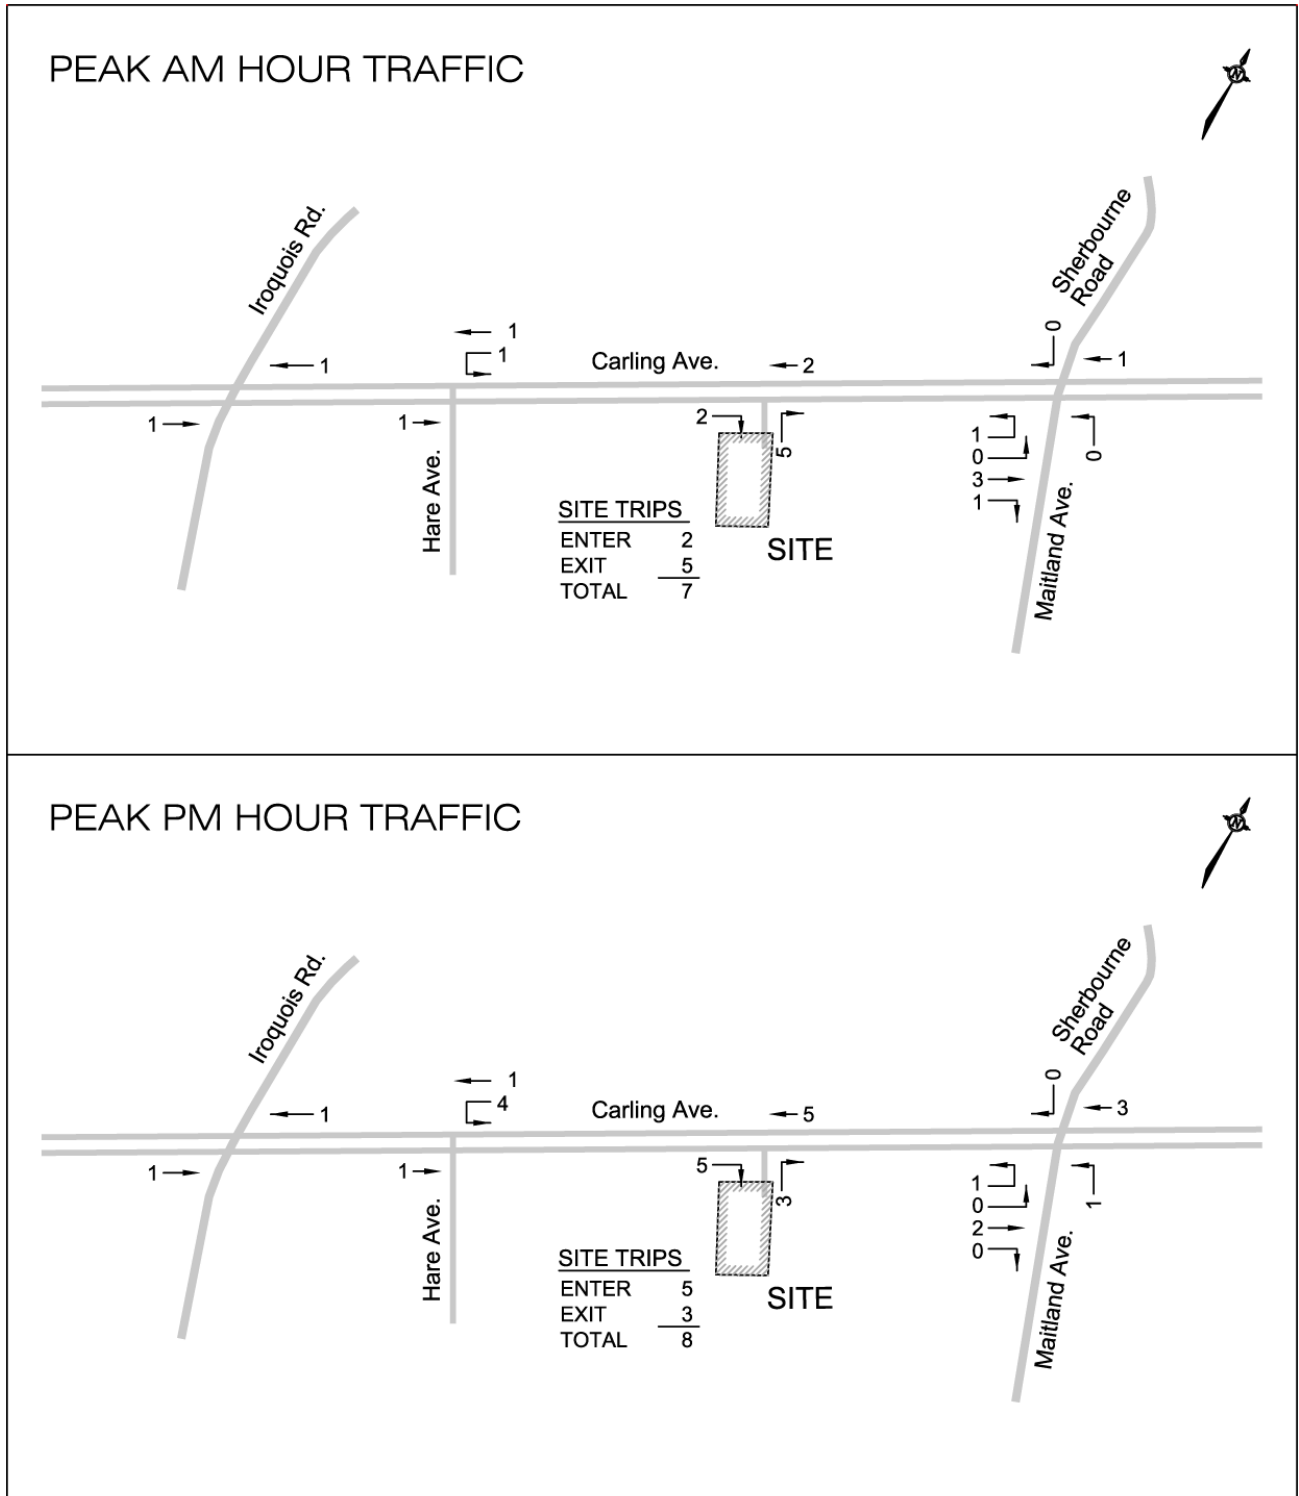 PEAK AM HOUR TRAFFIC
N
Sherbourne
Road
Iroquois Rd.
0
1
1
1
Carling Ave.
2
1
1
1
2
5
1
0
3
1
0
Hare Ave.
Maitland Ave.
SITE TRIPS
ENTER 2
EXIT 5
TOTAL 7
SITE
PEAK PM HOUR TRAFFIC
N
Sherbourne
Road
Iroquois Rd.
0
1
4
1
Carling Ave.
5
3
1
1
5
3
1
0
2
0
1
Hare Ave.
Maitland Ave.
SITE TRIPS
ENTER 5
EXIT 3
TOTAL 8
SITE